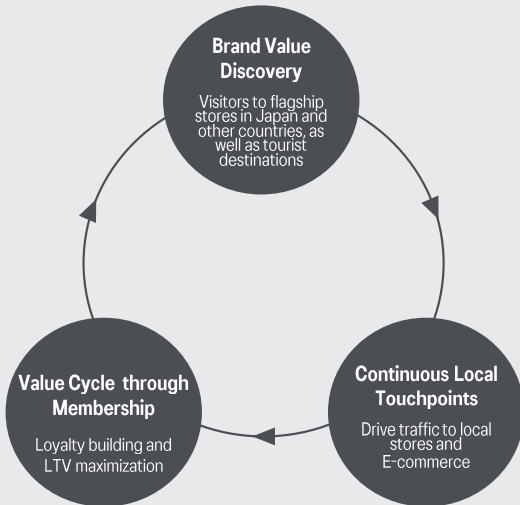 Brand Value
Discovery
Visitors to flagship
stores in Japan and
other countries, as
well as tourist
destinations
Continuous Local
Touchpoints
Drive traffic to local
stores and
E-commerce
Value Cycle through
Membership
Loyalty building and
LTV maximization